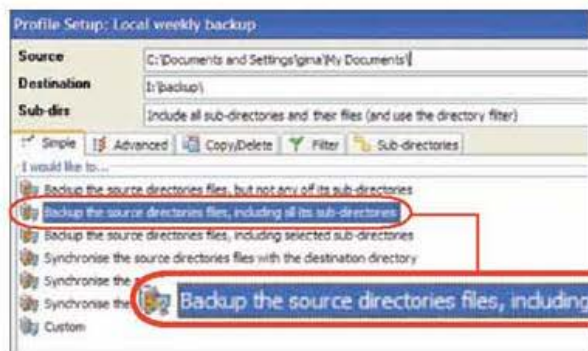 Profile Setup: Local weekly backup
Source C:\Documents and Settings\gina\My Documents\
Destination I:\backup\
Sub-dirs Include all sub-directories and their files (and use the directory filter)
Simple Advanced Copy/Delete Filter Sub-directories
I would like to...
Backup the source directories files, but not any of its sub-directories
Backup the source directories files, including all its sub-directories
Backup the source directories files, including selected sub-directories
Synchronise the source directories files with the destination directory
Synchronise the
Backup the source directories files, including
Synchronise the
Custom